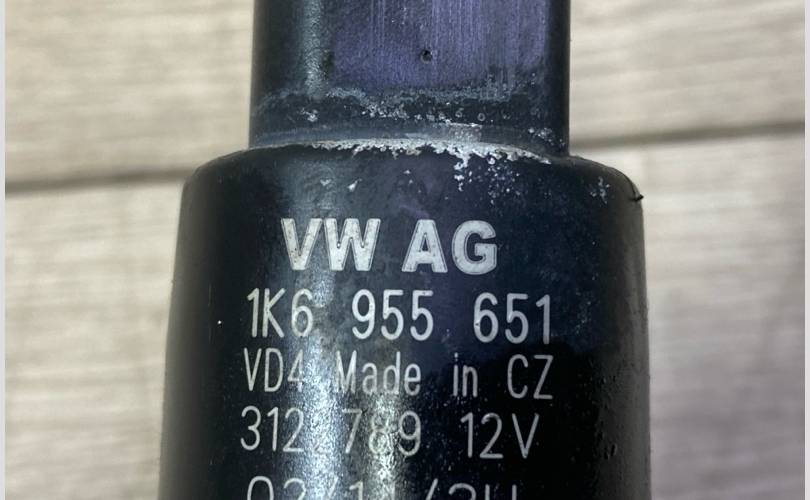 VW AG
1K6 955 651
VD4 Made in CZ
312 789 12V